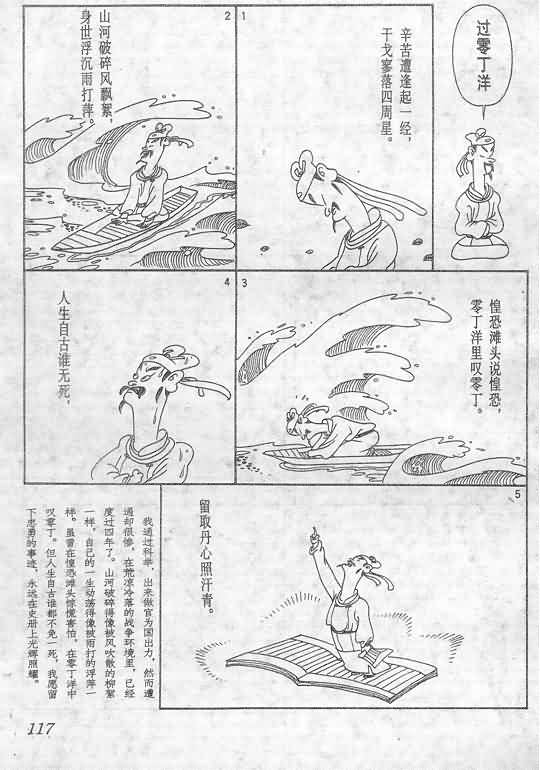 过零丁洋
1
辛苦遭逢起一经，
干戈寥落四周星。
2
山河破碎风飘絮，
身世浮沉雨打萍。
3
惶恐滩头说惶恐，
零丁洋里叹零丁。
4
人生自古谁无死，
5
留取丹心照汗青。
我通过科举，出来做官为国出力，然而遭
遇却很惨，在荒凉冷落的战争环境里，已经
度过四年了。山河破碎得像被风吹散的柳絮
一样，自己的一生动荡得像被雨打的浮萍一
样。虽曾在惶恐滩头惊慌害怕，在零丁洋中
叹零丁。但人生自古谁都不免一死，我愿留
下忠勇的事迹，永远在史册上光辉照耀。
117